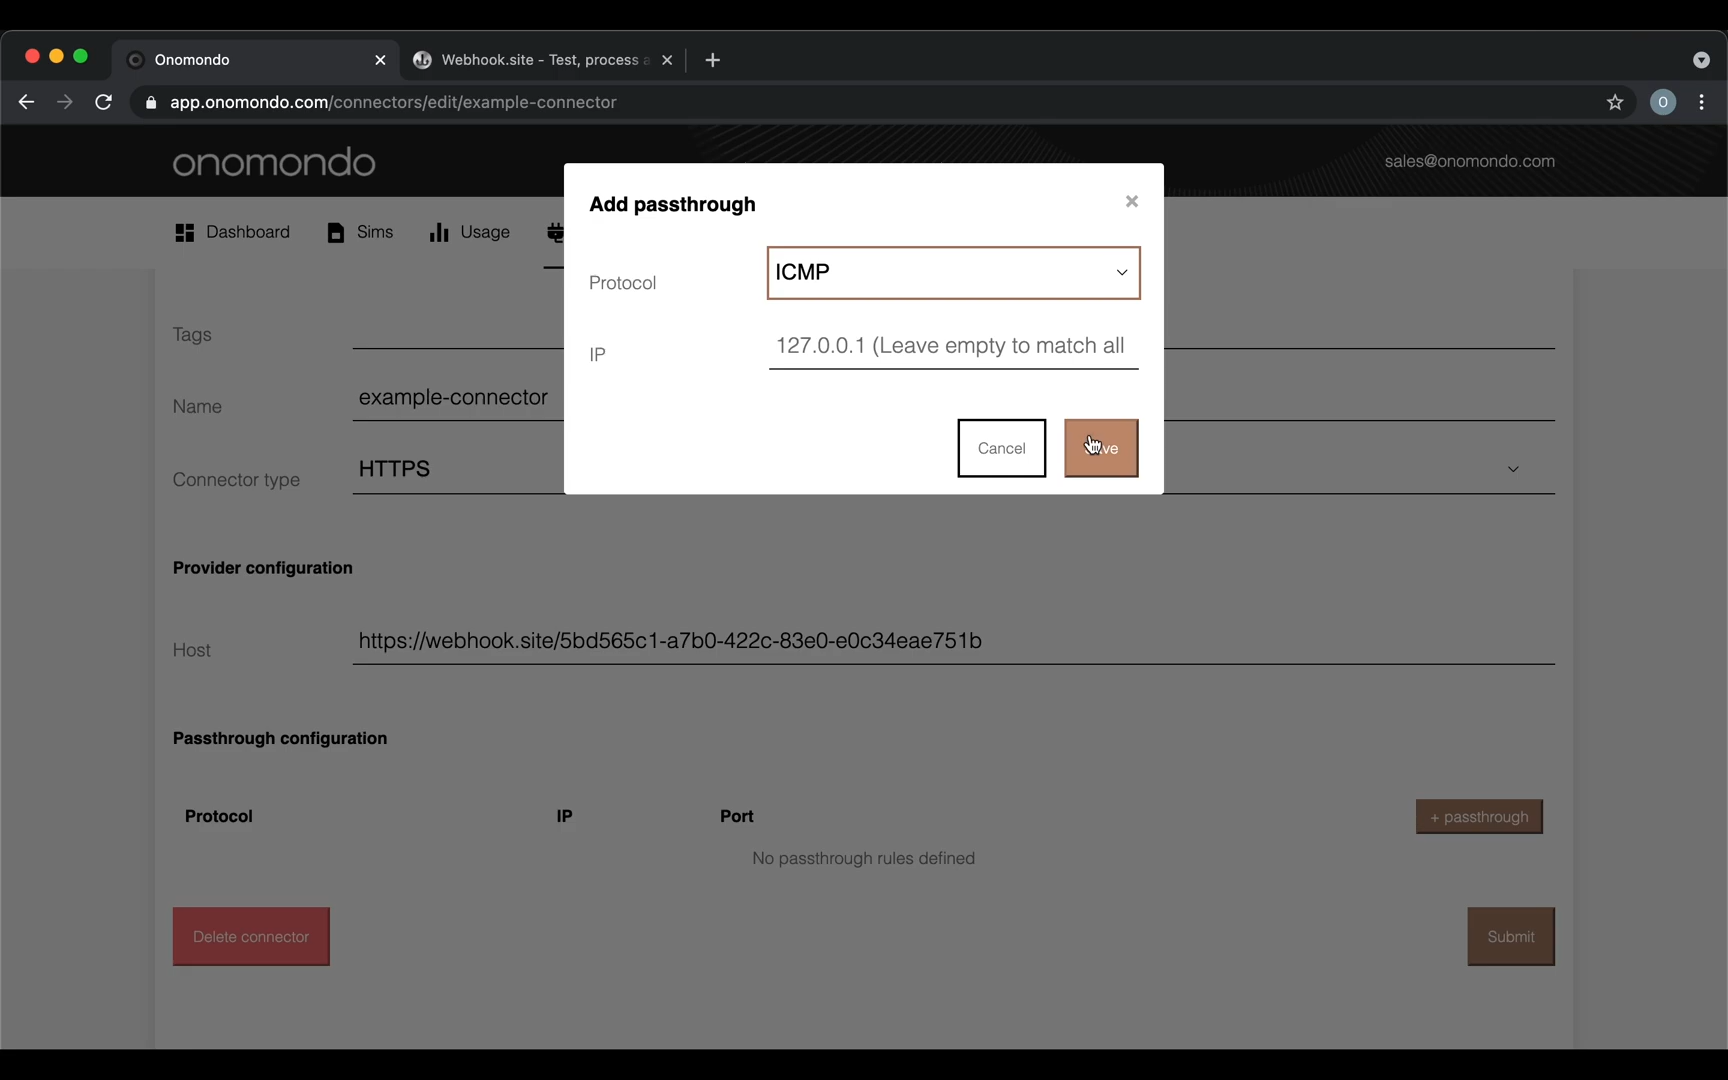 Onomondo
Webhook.site - Test, process a
app.onomondo.com/connectors/edit/example-connector
O
onomondo
sales@onomondo.com
Add passthrough
Dashboard
Sims
Usage
Protocol
ICMP
IP
127.0.0.1 (Leave empty to match all
Cancel
Tags
Name
example-connector
Connector type
HTTPS
Provider configuration
Host
https://webhook.site/5bd565c1-a7b0-422c-83e0-e0c34eae751b
Passthrough configuration
Protocol IP Port
+ passthrough
No passthrough rules defined
Delete connector
Submit